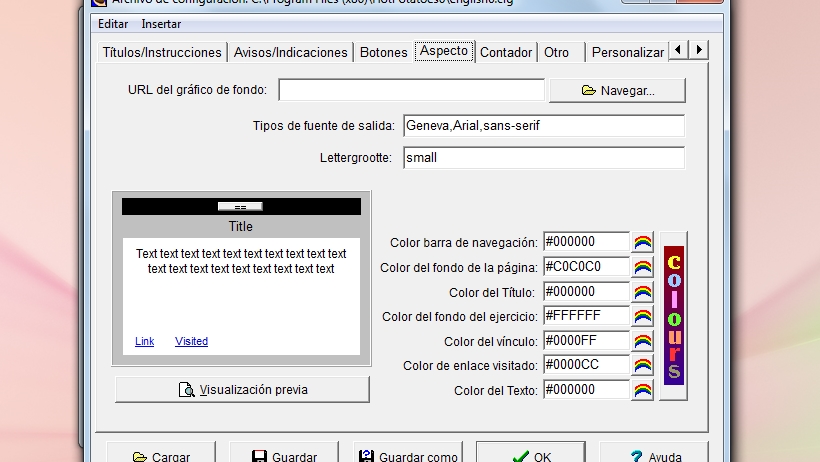 Archivo de configuración: C:\Program Files (x86)\HotPotatoes6\english6.cfg
Editar Insertar
Títulos/Instrucciones Avisos/Indicaciones Botones Aspecto Contador Otro Personalizar
URL del gráfico de fondo: Navegar...
Tipos de fuente de salida: Geneva,Arial,sans-serif
Lettergrootte: small
==
Title
Text text text text text text text text text text
text text text text text text text text text
Link Visited
Visualización previa
Color barra de navegación: #000000
Color del fondo de la página: #C0C0C0
Color del Título: #000000
Color del fondo del ejercicio: #FFFFFF
Color del vínculo: #0000FF
Color de enlace visitado: #0000CC
Color del Texto: #000000
colours
Cargar Guardar Guardar como OK Ayuda